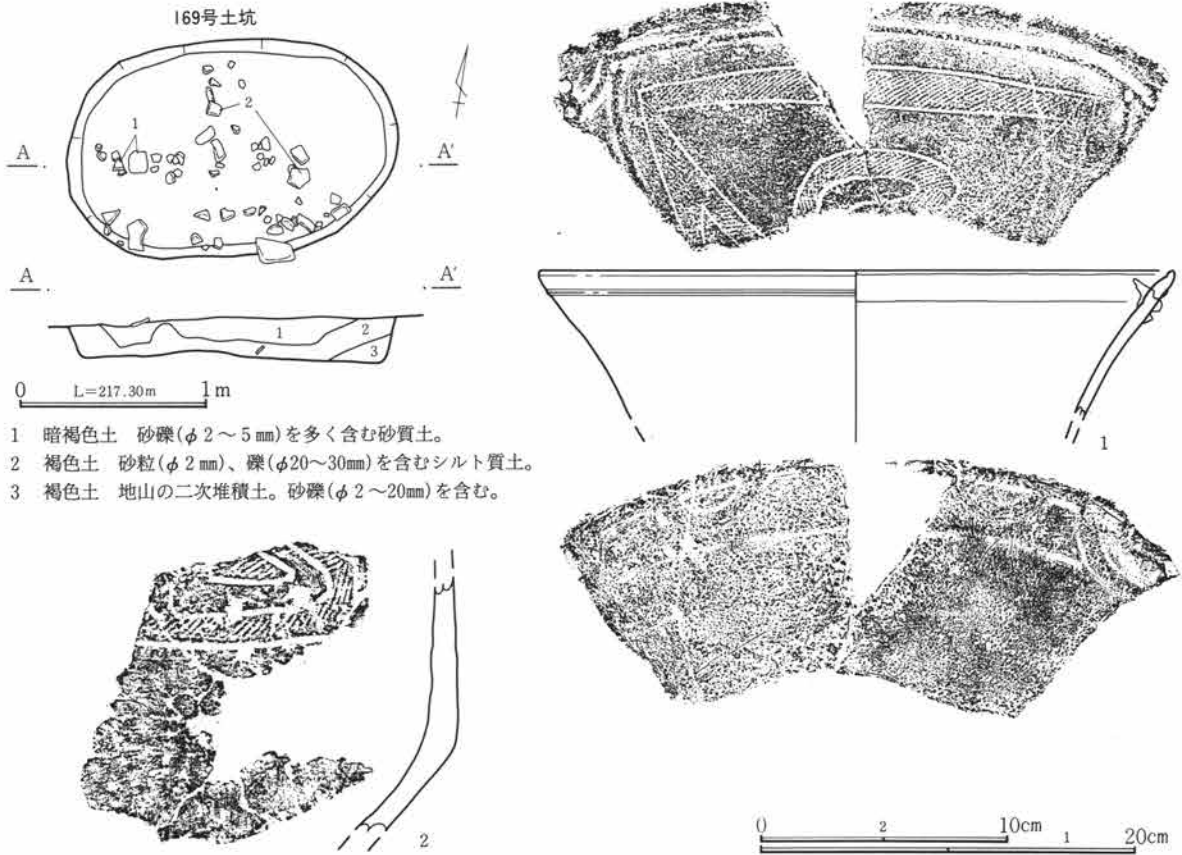 169号土坑
1
2
A
A'
A
A'
1
2
3
0 L=217.30m 1m
1 暗褐色土 砂礫(φ2～5㎜)を多く含む砂質土。
2 褐色土 砂粒(φ2㎜)、礫(φ20～30㎜)を含むシルト質土。
3 褐色土 地山の二次堆積土。砂礫(φ2～20㎜)を含む。
1
2
0 2 10cm
1 20cm